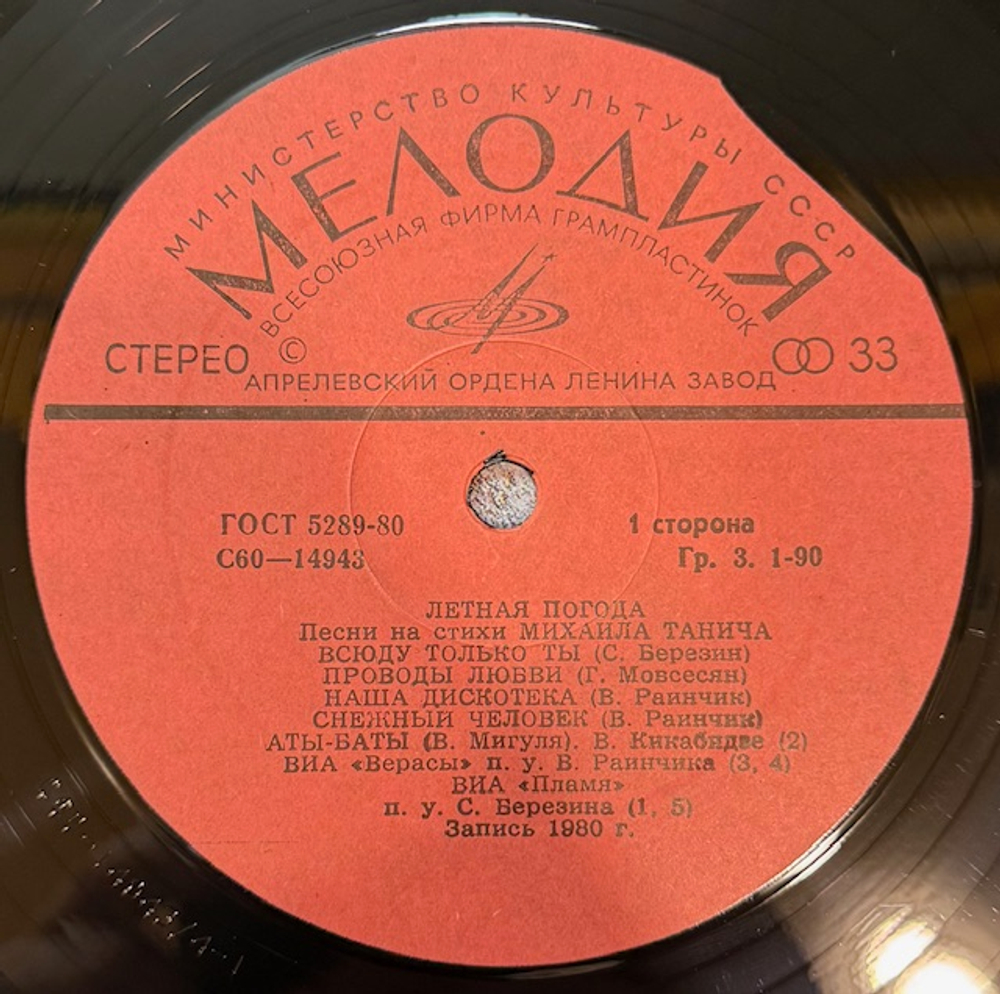 МИНИСТЕРСТВО КУЛЬТУРЫ СССР
МЕЛОДИЯ
ВСЕСОЮЗНАЯ ФИРМА ГРАМПЛАСТИНОК
СТЕРЕО © 33
АПРЕЛЕВСКИЙ ОРДЕНА ЛЕНИНА ЗАВОД
ГОСТ 5289-80 1 сторона
С60—14943 Гр. 3. 1-90
ЛЕТНАЯ ПОГОДА
Песни на стихи МИХАИЛА ТАНИЧА
ВСЮДУ ТОЛЬКО ТЫ (С. Березин)
ПРОВОДЫ ЛЮБВИ (Г. Мовсесян)
НАША ДИСКОТЕКА (В. Раинчик)
СНЕЖНЫЙ ЧЕЛОВЕК (В. Раинчик)
АТЫ-БАТЫ (В. Мигуля). В. Кикабидзе (2)
ВИА «Верасы» п. у. В. Раинчика (3, 4)
ВИА «Пламя»
п. у. С. Березина (1, 5)
Запись 1980 г.